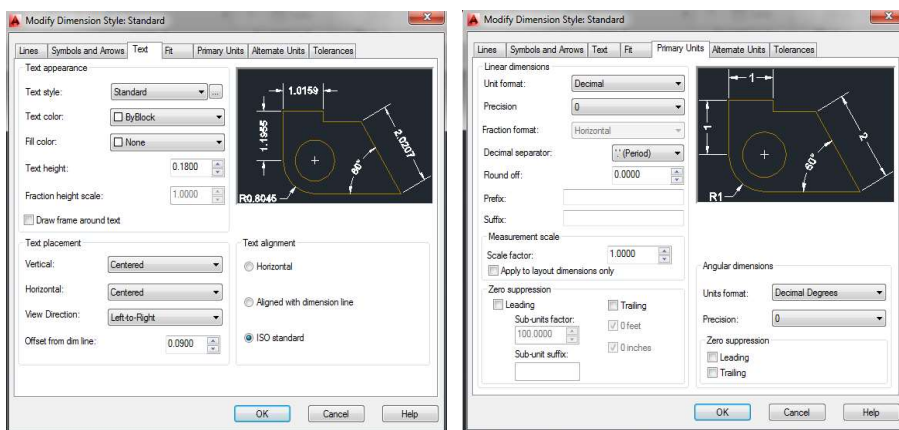 Modify Dimension Style: Standard
Lines Symbols and Arrows Text Fit Primary Units Alternate Units Tolerances
Text appearance
Text style: Standard ...
Text color: ByBlock
Fill color: None
Text height: 0.1800
Fraction height scale: 1.0000
Draw frame around text
1.0159
1.1955
2.0207
60°
R0.8045
Text placement
Vertical: Centered
Horizontal: Centered
View Direction: Left-to-Right
Offset from dim line: 0.0900
Text alignment
Horizontal
Aligned with dimension line
ISO standard
OK Cancel Help
Modify Dimension Style: Standard
Lines Symbols and Arrows Text Fit Primary Units Alternate Units Tolerances
Linear dimensions
Unit format: Decimal
Precision 0
Fraction format: Horizontal
Decimal separator: '.' (Period)
Round off: 0.0000
Prefix:
Suffix:
Measurement scale
Scale factor: 1.0000
Apply to layout dimensions only
Zero suppression
Leading Trailing
Sub-units factor: 0 feet
100.0000
0 inches
Sub-unit suffix:
1
1
2
60°
R1
Angular dimensions
Units format: Decimal Degrees
Precision: 0
Zero suppression
Leading
Trailing
OK Cancel Help